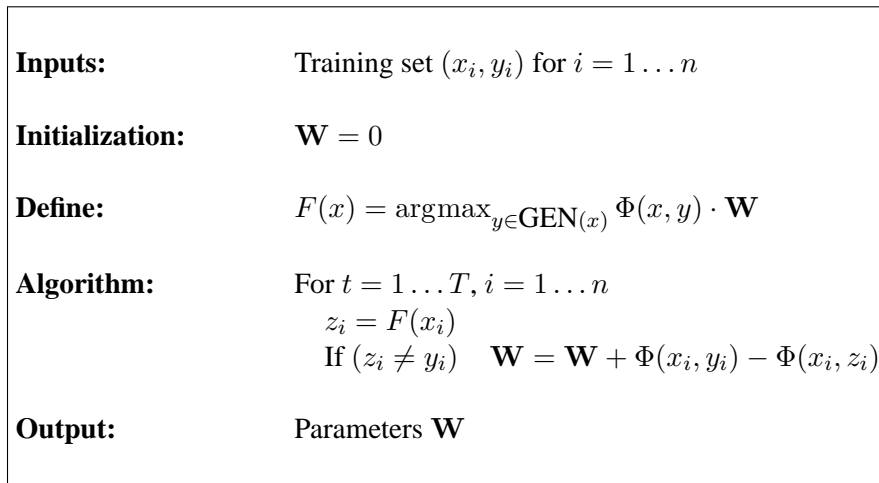 Inputs: Training set (x_i, y_i) for i = 1 … n
Initialization: W = 0
Define: F(x) = argmax_{y∈GEN(x)} Φ(x, y) · W
Algorithm: For t = 1 … T, i = 1 … n
z_i = F(x_i)
If (z_i ≠ y_i) W = W + Φ(x_i, y_i) − Φ(x_i, z_i)
Output: Parameters W